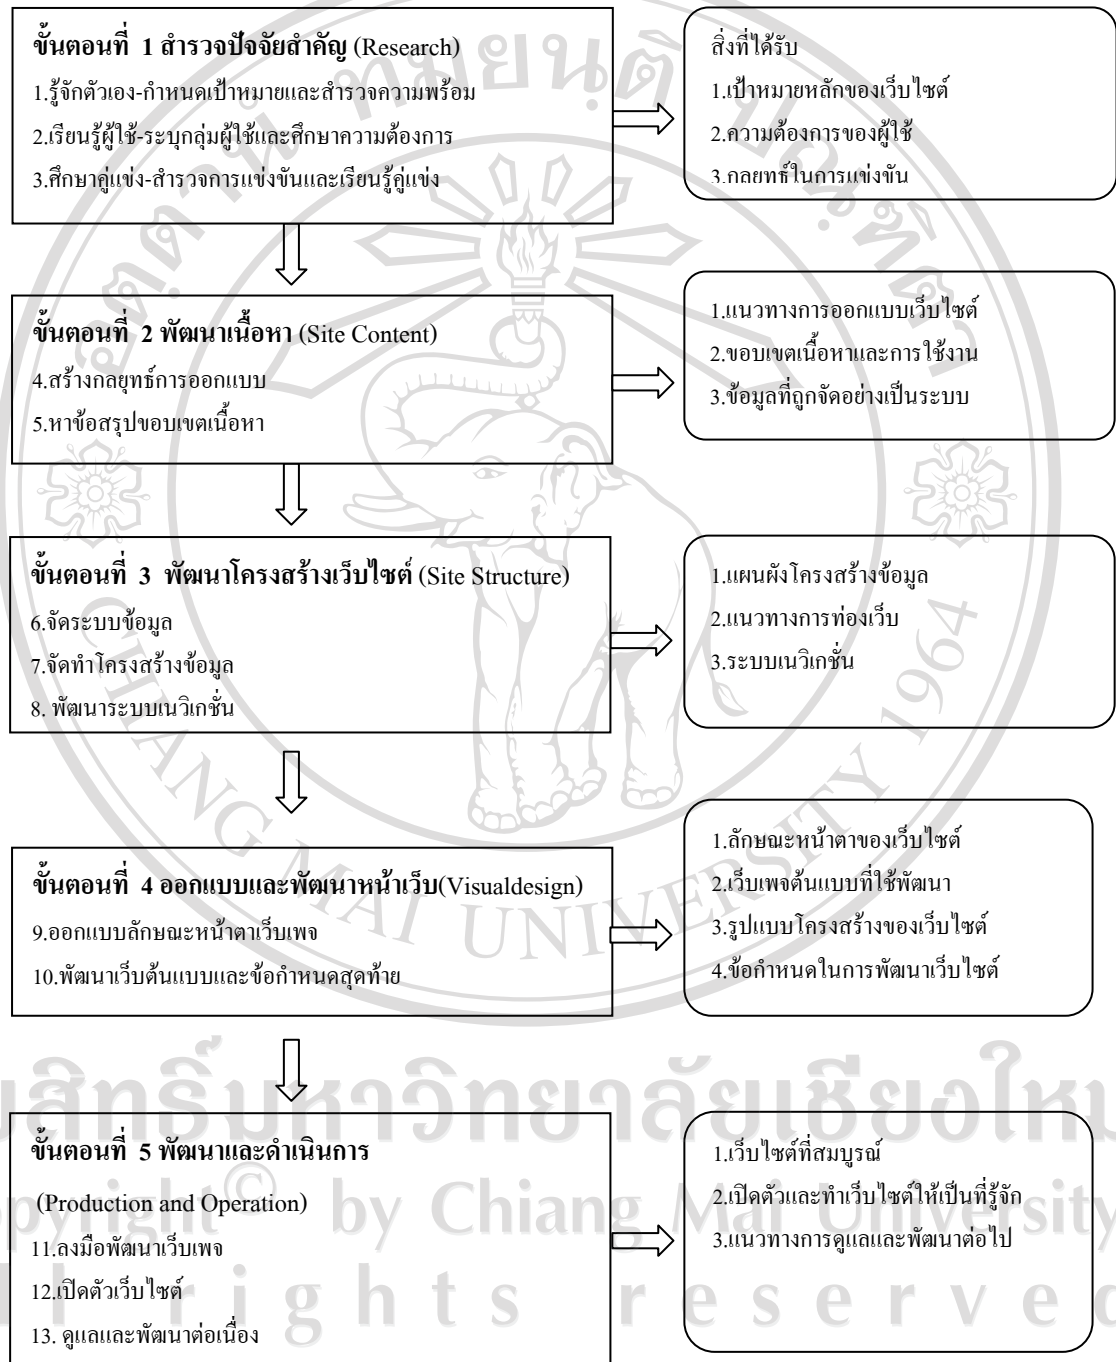 ขั้นตอนที่ 1 สำรวจปัจจัยสำคัญ (Research)
1.รู้จักตัวเอง-กำหนดเป้าหมายและสำรวจความพร้อม
2.เรียนรู้ผู้ใช้-ระบุกลุ่มผู้ใช้และศึกษาความต้องการ
3.ศึกษาคู่แข่ง-สำรวจการแข่งขันและเรียนรู้คู่แข่ง
สิ่งที่ได้รับ
1.เป้าหมายหลักของเว็บไซต์
2.ความต้องการของผู้ใช้
3.กลยุทธ์ในการแข่งขัน
ขั้นตอนที่ 2 พัฒนาเนื้อหา (Site Content)
4.สร้างกลยุทธ์การออกแบบ
5.หาข้อสรุปขอบเขตเนื้อหา
1.แนวทางการออกแบบเว็บไซต์
2.ขอบเขตเนื้อหาและการใช้งาน
3.ข้อมูลที่ถูกจัดอย่างเป็นระบบ
ขั้นตอนที่ 3 พัฒนาโครงสร้างเว็บไซต์ (Site Structure)
6.จัดระบบข้อมูล
7.จัดทำโครงสร้างข้อมูล
8. พัฒนาระบบเนวิเกชั่น
1.แผนผังโครงสร้างข้อมูล
2.แนวทางการท่องเว็บ
3.ระบบเนวิเกชั่น
ขั้นตอนที่ 4 ออกแบบและพัฒนาหน้าเว็บ(Visualdesign)
9.ออกแบบลักษณะหน้าตาเว็บเพจ
10.พัฒนาเว็บต้นแบบและข้อกำหนดสุดท้าย
1.ลักษณะหน้าตาของเว็บไซต์
2.เว็บเพจต้นแบบที่ใช้พัฒนา
3.รูปแบบโครงสร้างของเว็บไซต์
4.ข้อกำหนดในการพัฒนาเว็บไซต์
ขั้นตอนที่ 5 พัฒนาและดำเนินการ
(Production and Operation)
11.ลงมือพัฒนาเว็บเพจ
12.เปิดตัวเว็บไซต์
13. ดูแลและพัฒนาต่อเนื่อง
1.เว็บไซต์ที่สมบูรณ์
2.เปิดตัวและทำเว็บไซต์ให้เป็นที่รู้จัก
3.แนวทางการดูแลและพัฒนาต่อไป
CHIANG MAI UNIVERSITY 1964
by Chiang Mai University
rights reserved